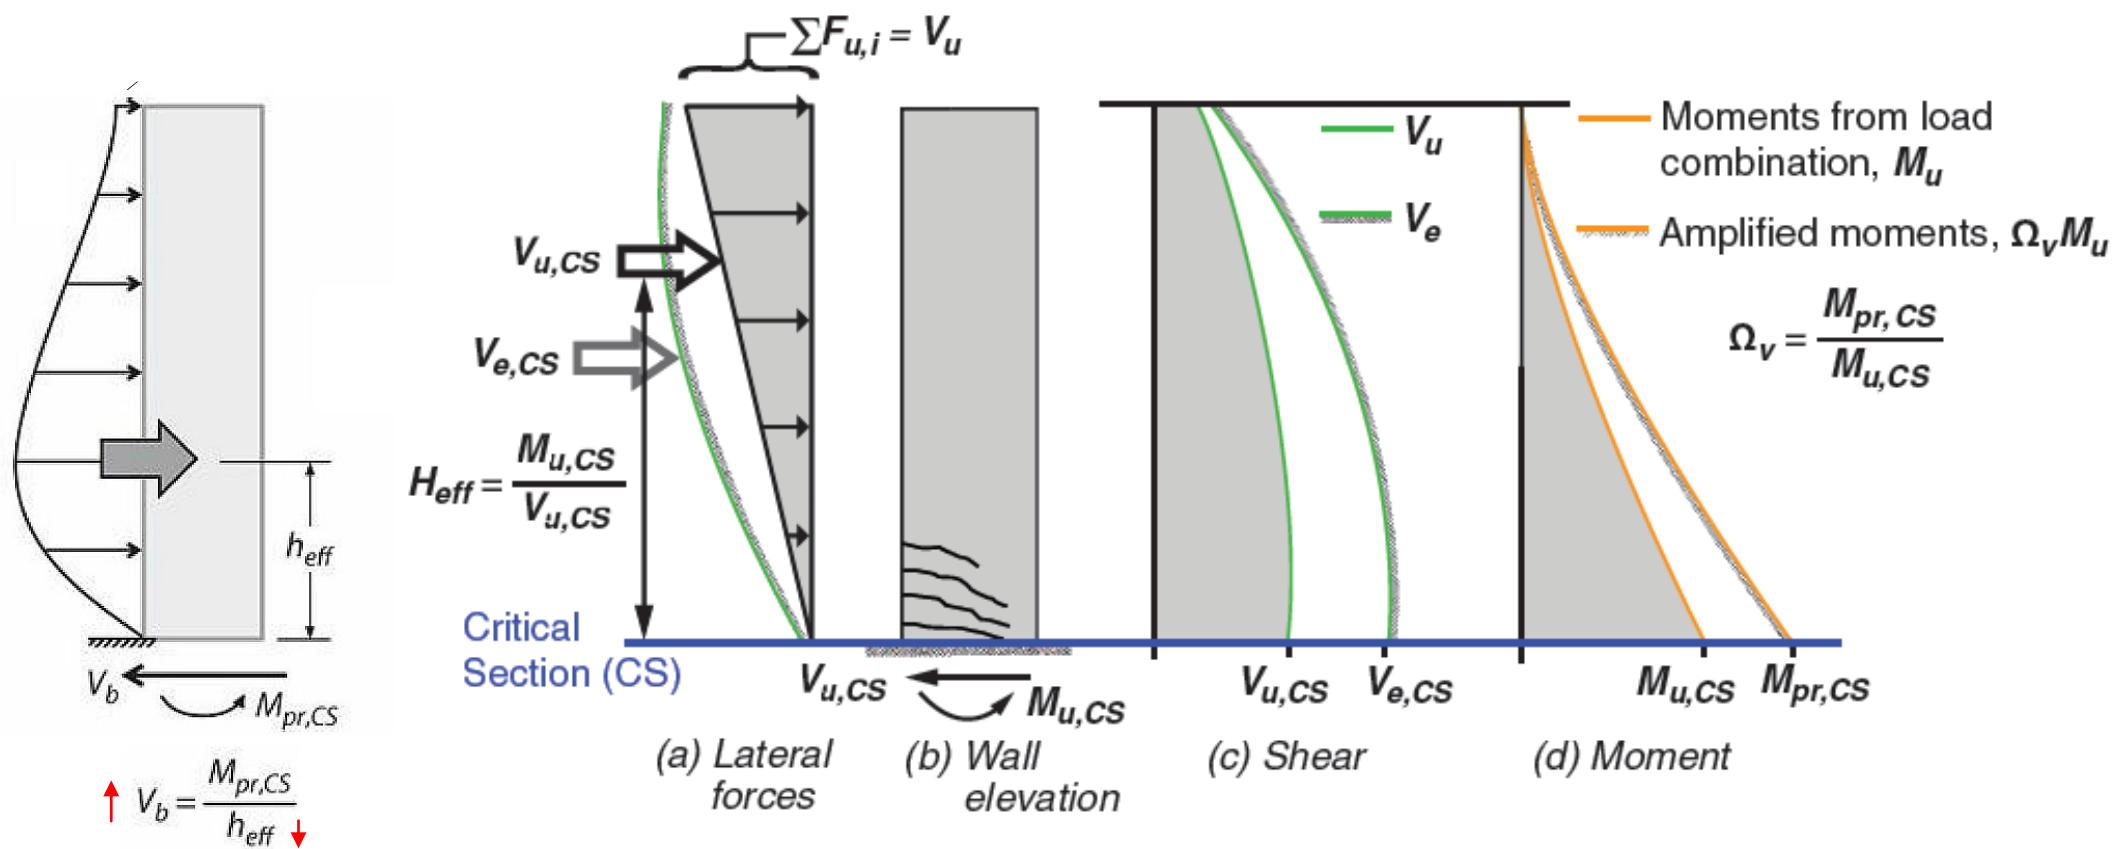 h_eff
V_b
M_pr,CS
V_b = M_pr,CS / h_eff
∑F_u,i = V_u
V_u,CS
V_e,CS
H_eff = M_u,CS / V_u,CS
Critical
Section (CS)
V_u,CS
M_u,CS
(a) Lateral
forces
(b) Wall
elevation
V_u
V_e
V_u,CS
V_e,CS
(c) Shear
Moments from load
combination, M_u
Amplified moments, Ω_vM_u
Ω_v = M_pr,CS / M_u,CS
M_u,CS
M_pr,CS
(d) Moment